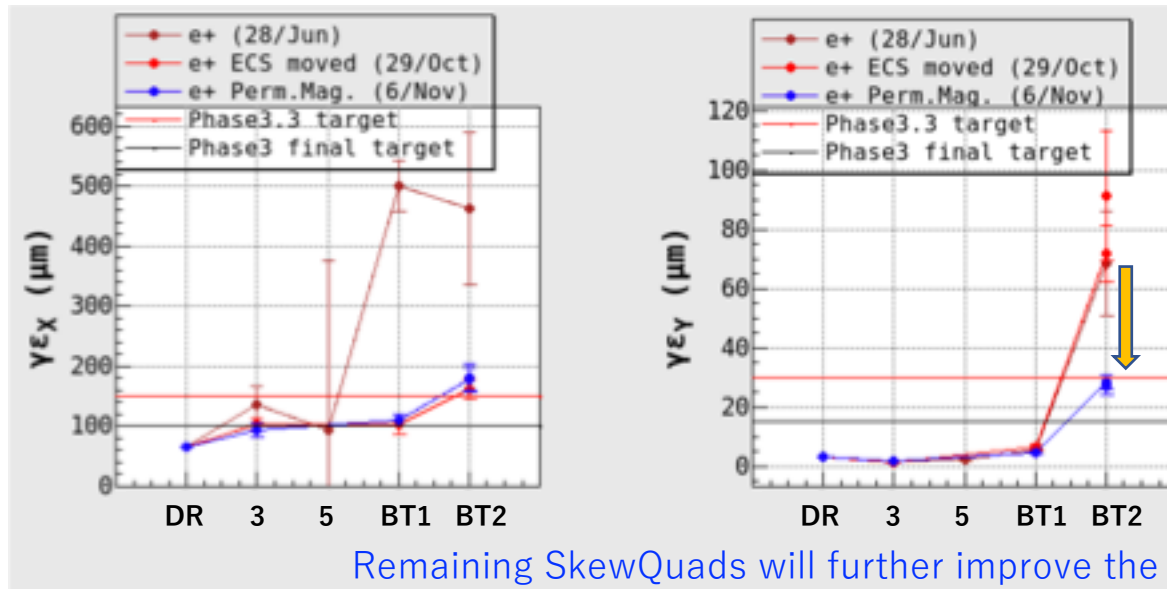 e+ (28/Jun)
e+ ECS moved (29/Oct)
e+ Perm.Mag. (6/Nov)
Phase3.3 target
Phase3 final target
600
500
400
300
200
100
0
γεX (μm)
DR 3 5 BT1 BT2
e+ (28/Jun)
e+ ECS moved (29/Oct)
e+ Perm.Mag. (6/Nov)
Phase3.3 target
Phase3 final target
120
100
80
60
40
20
0
γεY (μm)
DR 3 5 BT1 BT2
Remaining SkewQuads will further improve the